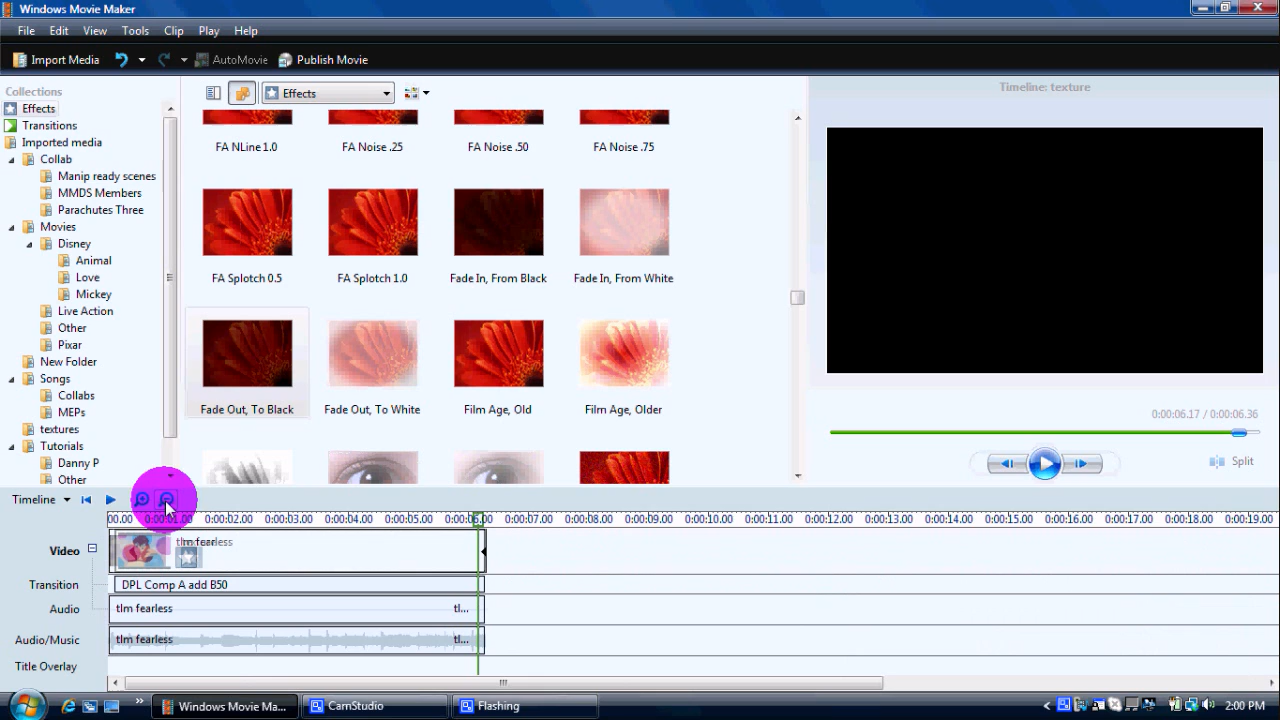 Windows Movie Maker
File Edit View Tools Clip Play Help
Import Media AutoMovie Publish Movie
Collections
Effects
Transitions
Imported media
Collab
Manip ready scenes
MMDS Members
Parachutes Three
Movies
Disney
Animal
Love
Mickey
Live Action
Other
Pixar
New Folder
Songs
Collabs
MEPs
textures
Tutorials
Danny P
Other
Effects
FA NLine 1.0 FA Noise .25 FA Noise .50 FA Noise .75
FA Splotch 0.5 FA Splotch 1.0 Fade In, From Black Fade In, From White
Fade Out, To Black Fade Out, To White Film Age, Old Film Age, Older
Timeline: texture
0:00:06.17 / 0:00:06.36
Split
Timeline
00.00 0:00:01.00 0:00:02.00 0:00:03.00 0:00:04.00 0:00:05.00 0:00:06.00 0:00:07.00 0:00:08.00 0:00:09.00 0:00:10.00 0:00:11.00 0:00:12.00 0:00:13.00 0:00:14.00 0:00:15.00 0:00:16.00 0:00:17.00 0:00:18.00 0:00:19.00
Video fearless
Transition DPL Comp A add B50
Audio tlm fearless tl...
Audio/Music tlm fearless tl...
Title Overlay
Windows Movie Ma... CamStudio Flashing 2:00 PM